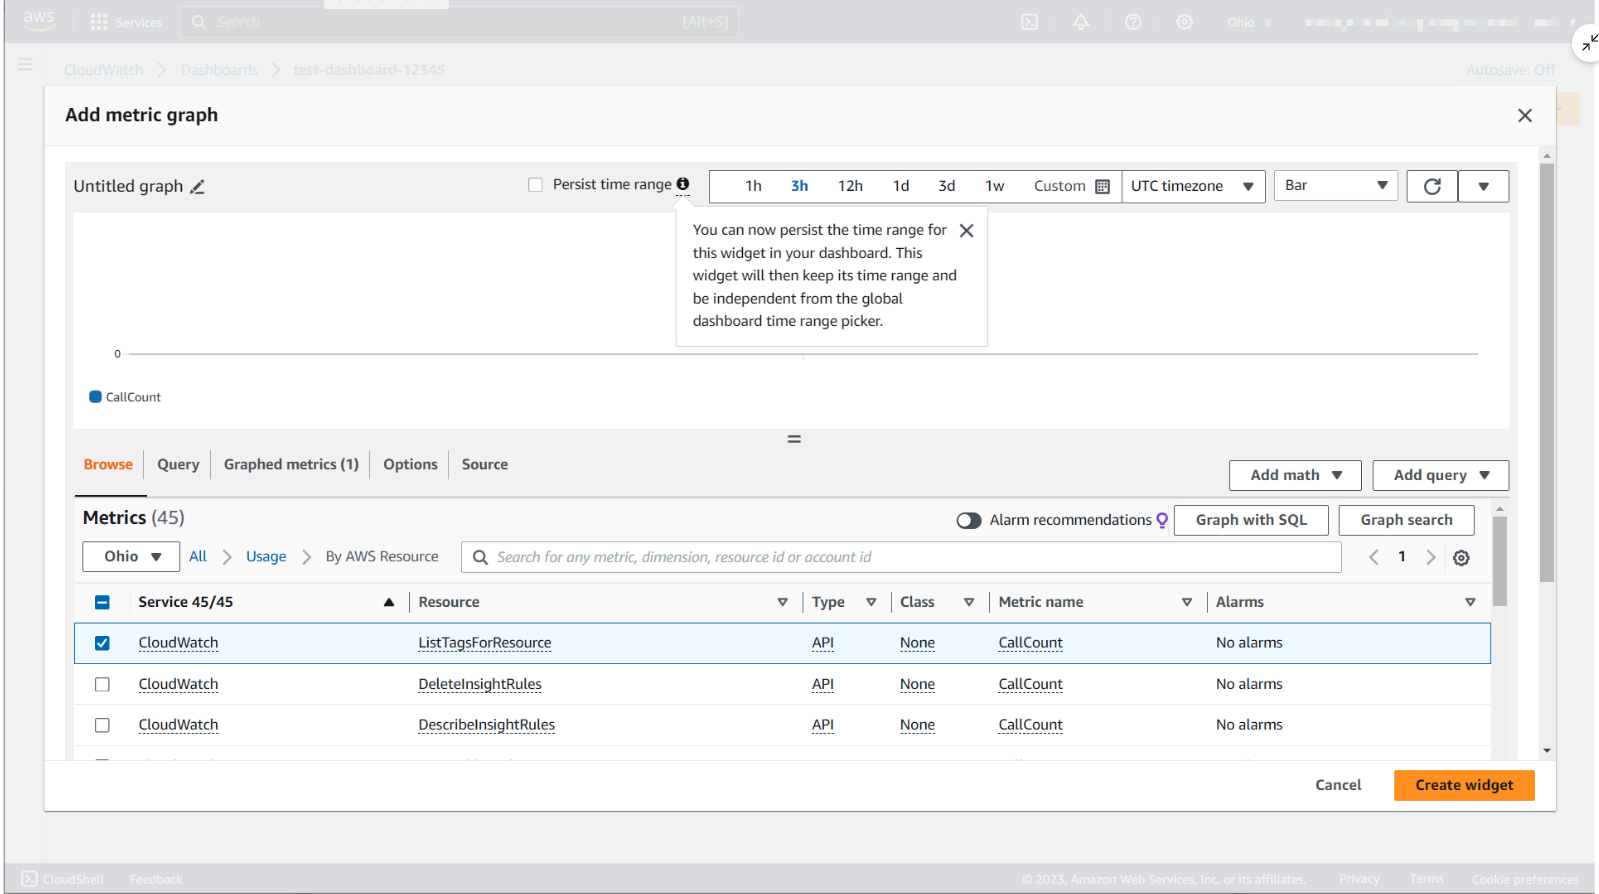 aws
Services
Search
[Alt+S]
Ohio
CloudWatch
Dashboards
test-dashboard-12345
Autosave: Off
Add metric graph
Untitled graph
Persist time range
1h
3h
12h
1d
3d
1w
Custom
UTC timezone
Bar
You can now persist the time range for
this widget in your dashboard. This
widget will then keep its time range and
be independent from the global
dashboard time range picker.
0
CallCount
Browse
Query
Graphed metrics (1)
Options
Source
Add math
Add query
Metrics (45)
Alarm recommendations
Graph with SQL
Graph search
Ohio
All
Usage
By AWS Resource
Search for any metric, dimension, resource id or account id
1
Service 45/45
Resource
Type
Class
Metric name
Alarms
CloudWatch
ListTagsForResource
API
None
CallCount
No alarms
CloudWatch
DeleteInsightRules
API
None
CallCount
No alarms
CloudWatch
DescribeInsightRules
API
None
CallCount
No alarms
Cancel
Create widget
CloudShell
Feedback
© 2023, Amazon Web Services, Inc. or its affiliates.
Privacy
Terms
Cookie preferences